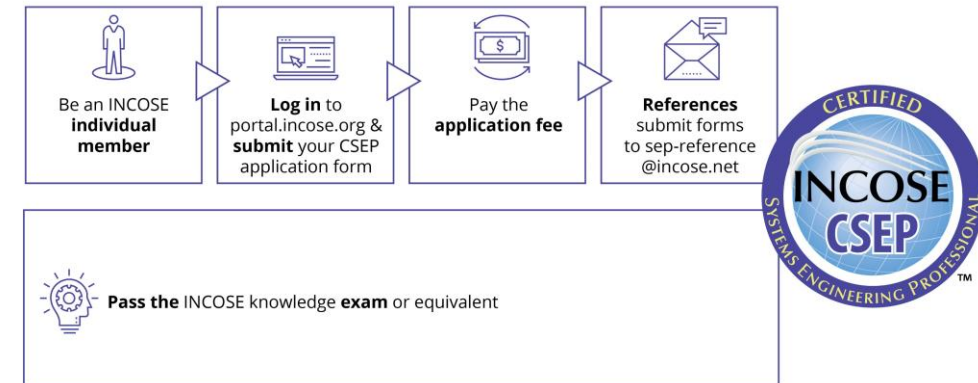 Be an INCOSE
individual
member
Log in to
portal.incose.org &
submit your CSEP
application form
$
Pay the
application fee
References
submit forms
to sep-reference
@incose.net
CERTIFIED
INCOSE
CSEP
SYSTEMS ENGINEERING PROFESSIONAL
TM
Pass the INCOSE knowledge exam or equivalent